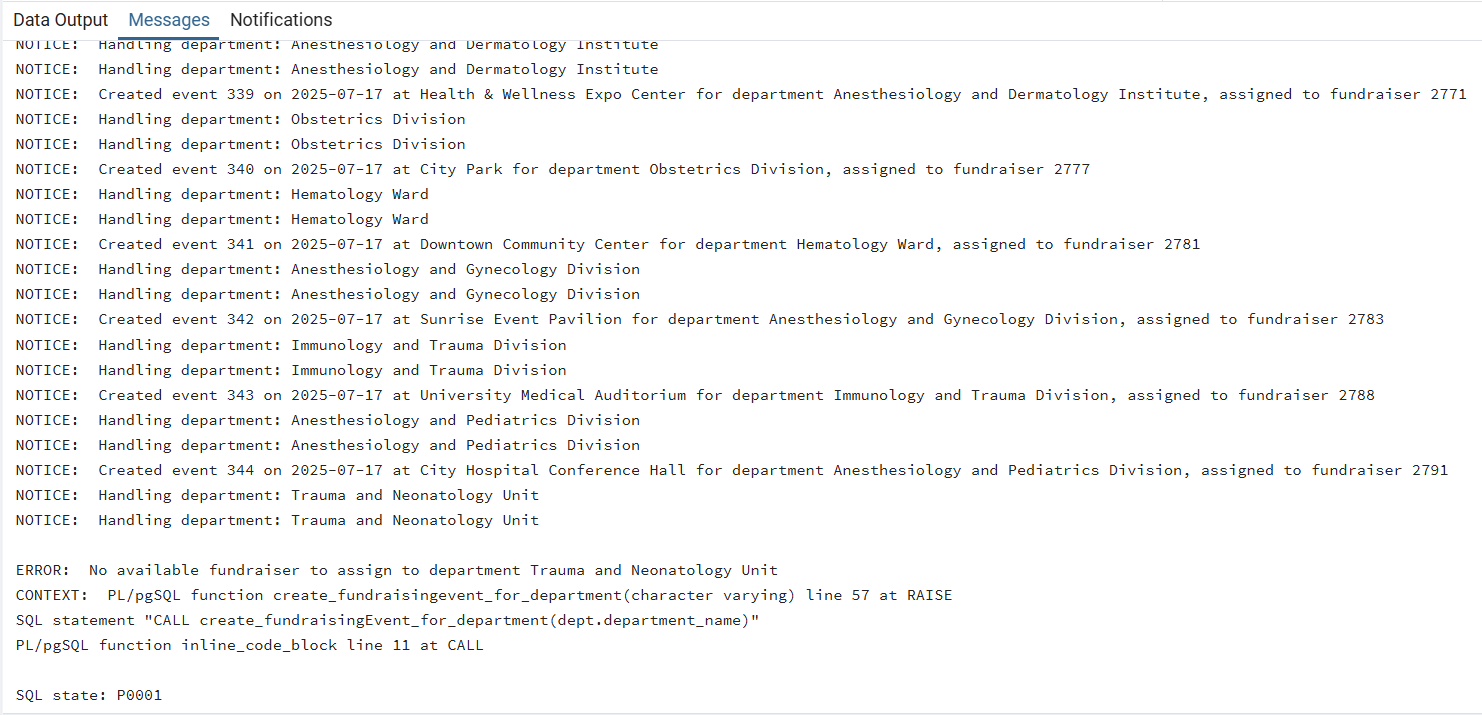 Data Output Messages Notifications
NOTICE:  Handling department: Anesthesiology and Dermatology Institute
NOTICE:  Handling department: Anesthesiology and Dermatology Institute
NOTICE:  Created event 339 on 2025-07-17 at Health & Wellness Expo Center for department Anesthesiology and Dermatology Institute, assigned to fundraiser 2771
NOTICE:  Handling department: Obstetrics Division
NOTICE:  Handling department: Obstetrics Division
NOTICE:  Created event 340 on 2025-07-17 at City Park for department Obstetrics Division, assigned to fundraiser 2777
NOTICE:  Handling department: Hematology Ward
NOTICE:  Handling department: Hematology Ward
NOTICE:  Created event 341 on 2025-07-17 at Downtown Community Center for department Hematology Ward, assigned to fundraiser 2781
NOTICE:  Handling department: Anesthesiology and Gynecology Division
NOTICE:  Handling department: Anesthesiology and Gynecology Division
NOTICE:  Created event 342 on 2025-07-17 at Sunrise Event Pavilion for department Anesthesiology and Gynecology Division, assigned to fundraiser 2783
NOTICE:  Handling department: Immunology and Trauma Division
NOTICE:  Handling department: Immunology and Trauma Division
NOTICE:  Created event 343 on 2025-07-17 at University Medical Auditorium for department Immunology and Trauma Division, assigned to fundraiser 2788
NOTICE:  Handling department: Anesthesiology and Pediatrics Division
NOTICE:  Handling department: Anesthesiology and Pediatrics Division
NOTICE:  Created event 344 on 2025-07-17 at City Hospital Conference Hall for department Anesthesiology and Pediatrics Division, assigned to fundraiser 2791
NOTICE:  Handling department: Trauma and Neonatology Unit
NOTICE:  Handling department: Trauma and Neonatology Unit
ERROR:  No available fundraiser to assign to department Trauma and Neonatology Unit
CONTEXT:  PL/pgSQL function create_fundraisingevent_for_department(character varying) line 57 at RAISE
SQL statement "CALL create_fundraisingEvent_for_department(dept.department_name)"
PL/pgSQL function inline_code_block line 11 at CALL
SQL state: P0001